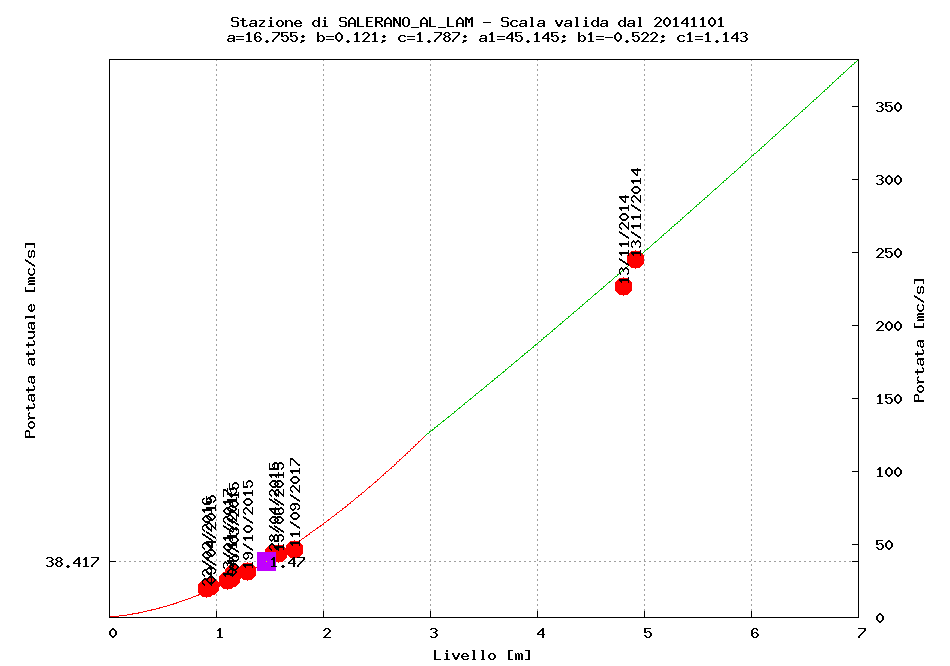 Stazione di SALERANO_AL_LAM - Scala valida dal 20141101
a=16.755; b=0.121; c=1.787; a1=45.145; b1=-0.522; c1=1.143
350
300
250
200
150
100
50
0
Portata [mc/s]
Portata attuale [mc/s]
38.417
13/11/2014
13/11/2014
19/10/2015
11/09/2017
1.47
0 1 2 3 4 5 6 7
Livello [m]